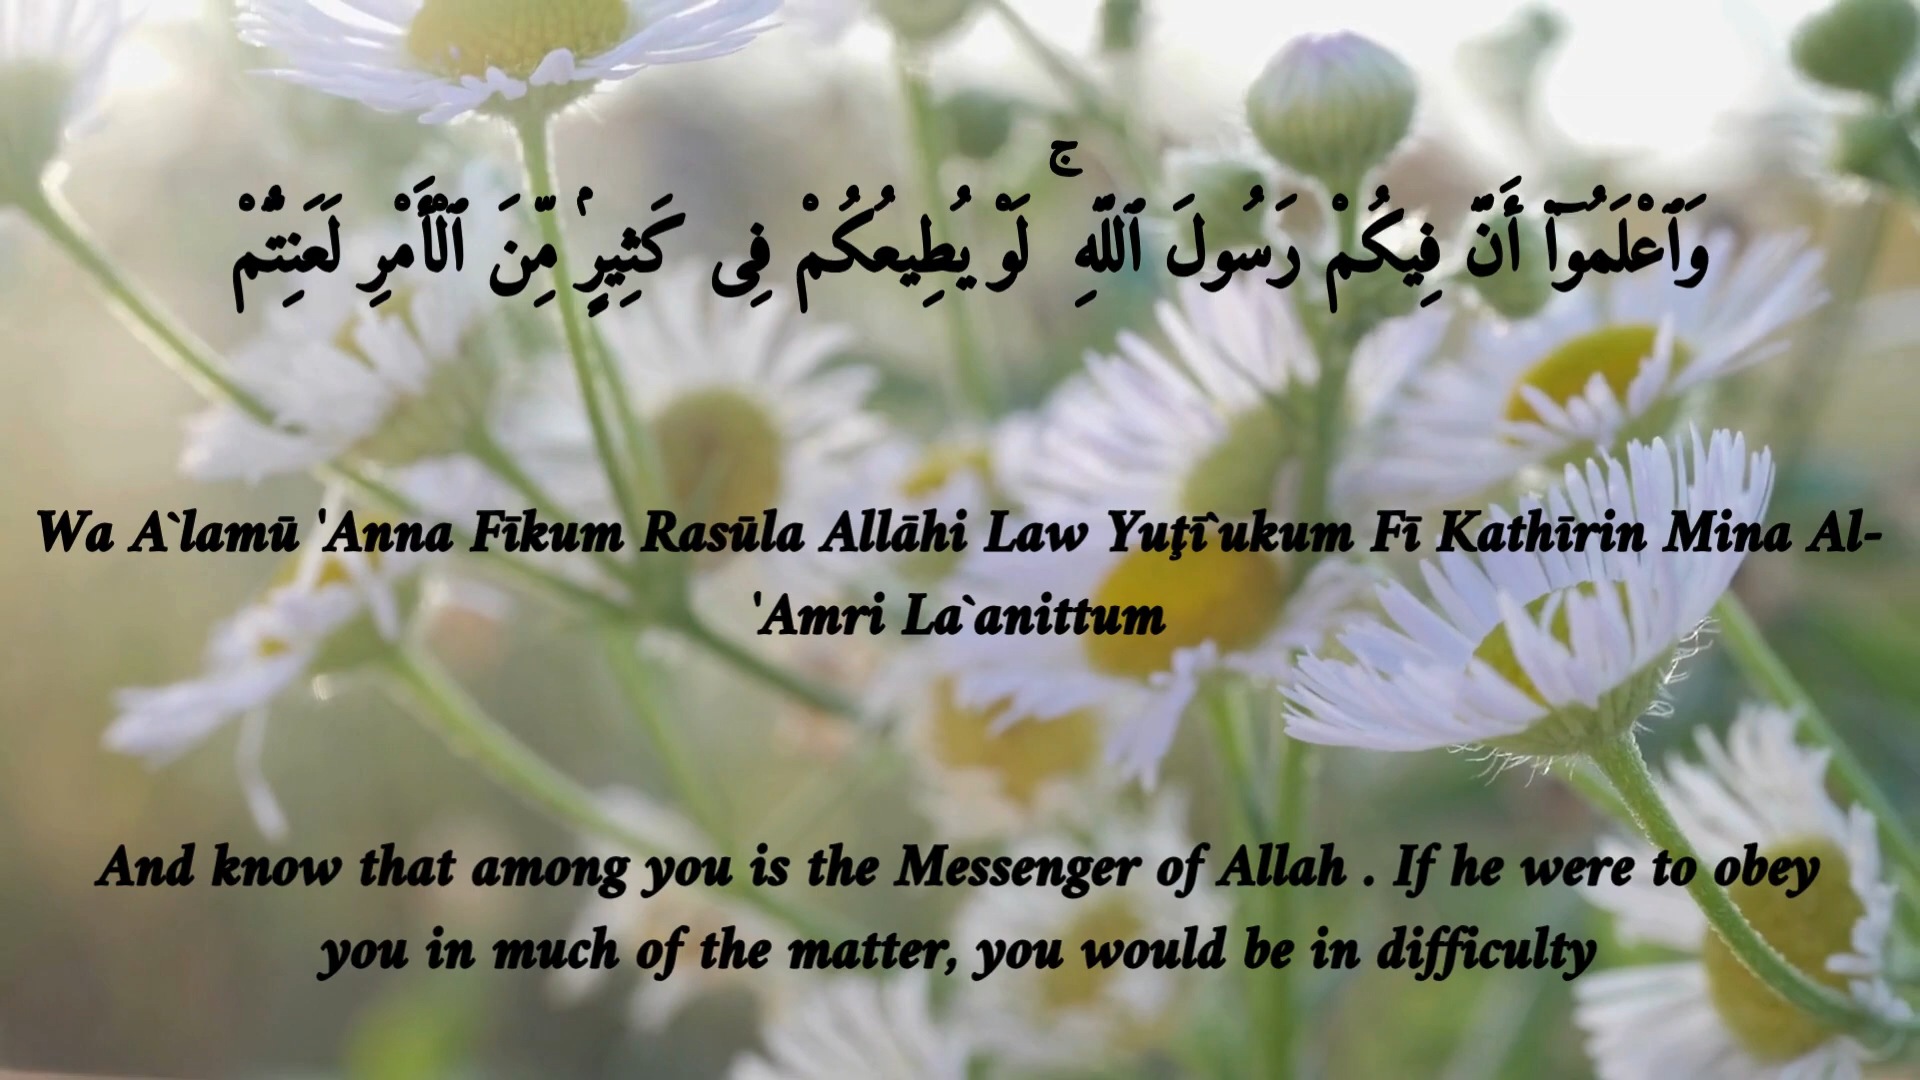 وَٱعْلَمُوٓا۟ أَنَّ فِيكُمْ رَسُولَ ٱللَّهِ ۚ لَوْ يُطِيعُكُمْ فِى كَثِيرٍۢ مِّنَ ٱلْأَمْرِ لَعَنِتُّمْ
Wa A`lamū 'Anna Fīkum Rasūla Allāhi Law Yuţī`ukum Fī Kathīrin Mina Al-
'Amri La`anittum
And know that among you is the Messenger of Allah . If he were to obey
you in much of the matter, you would be in difficulty